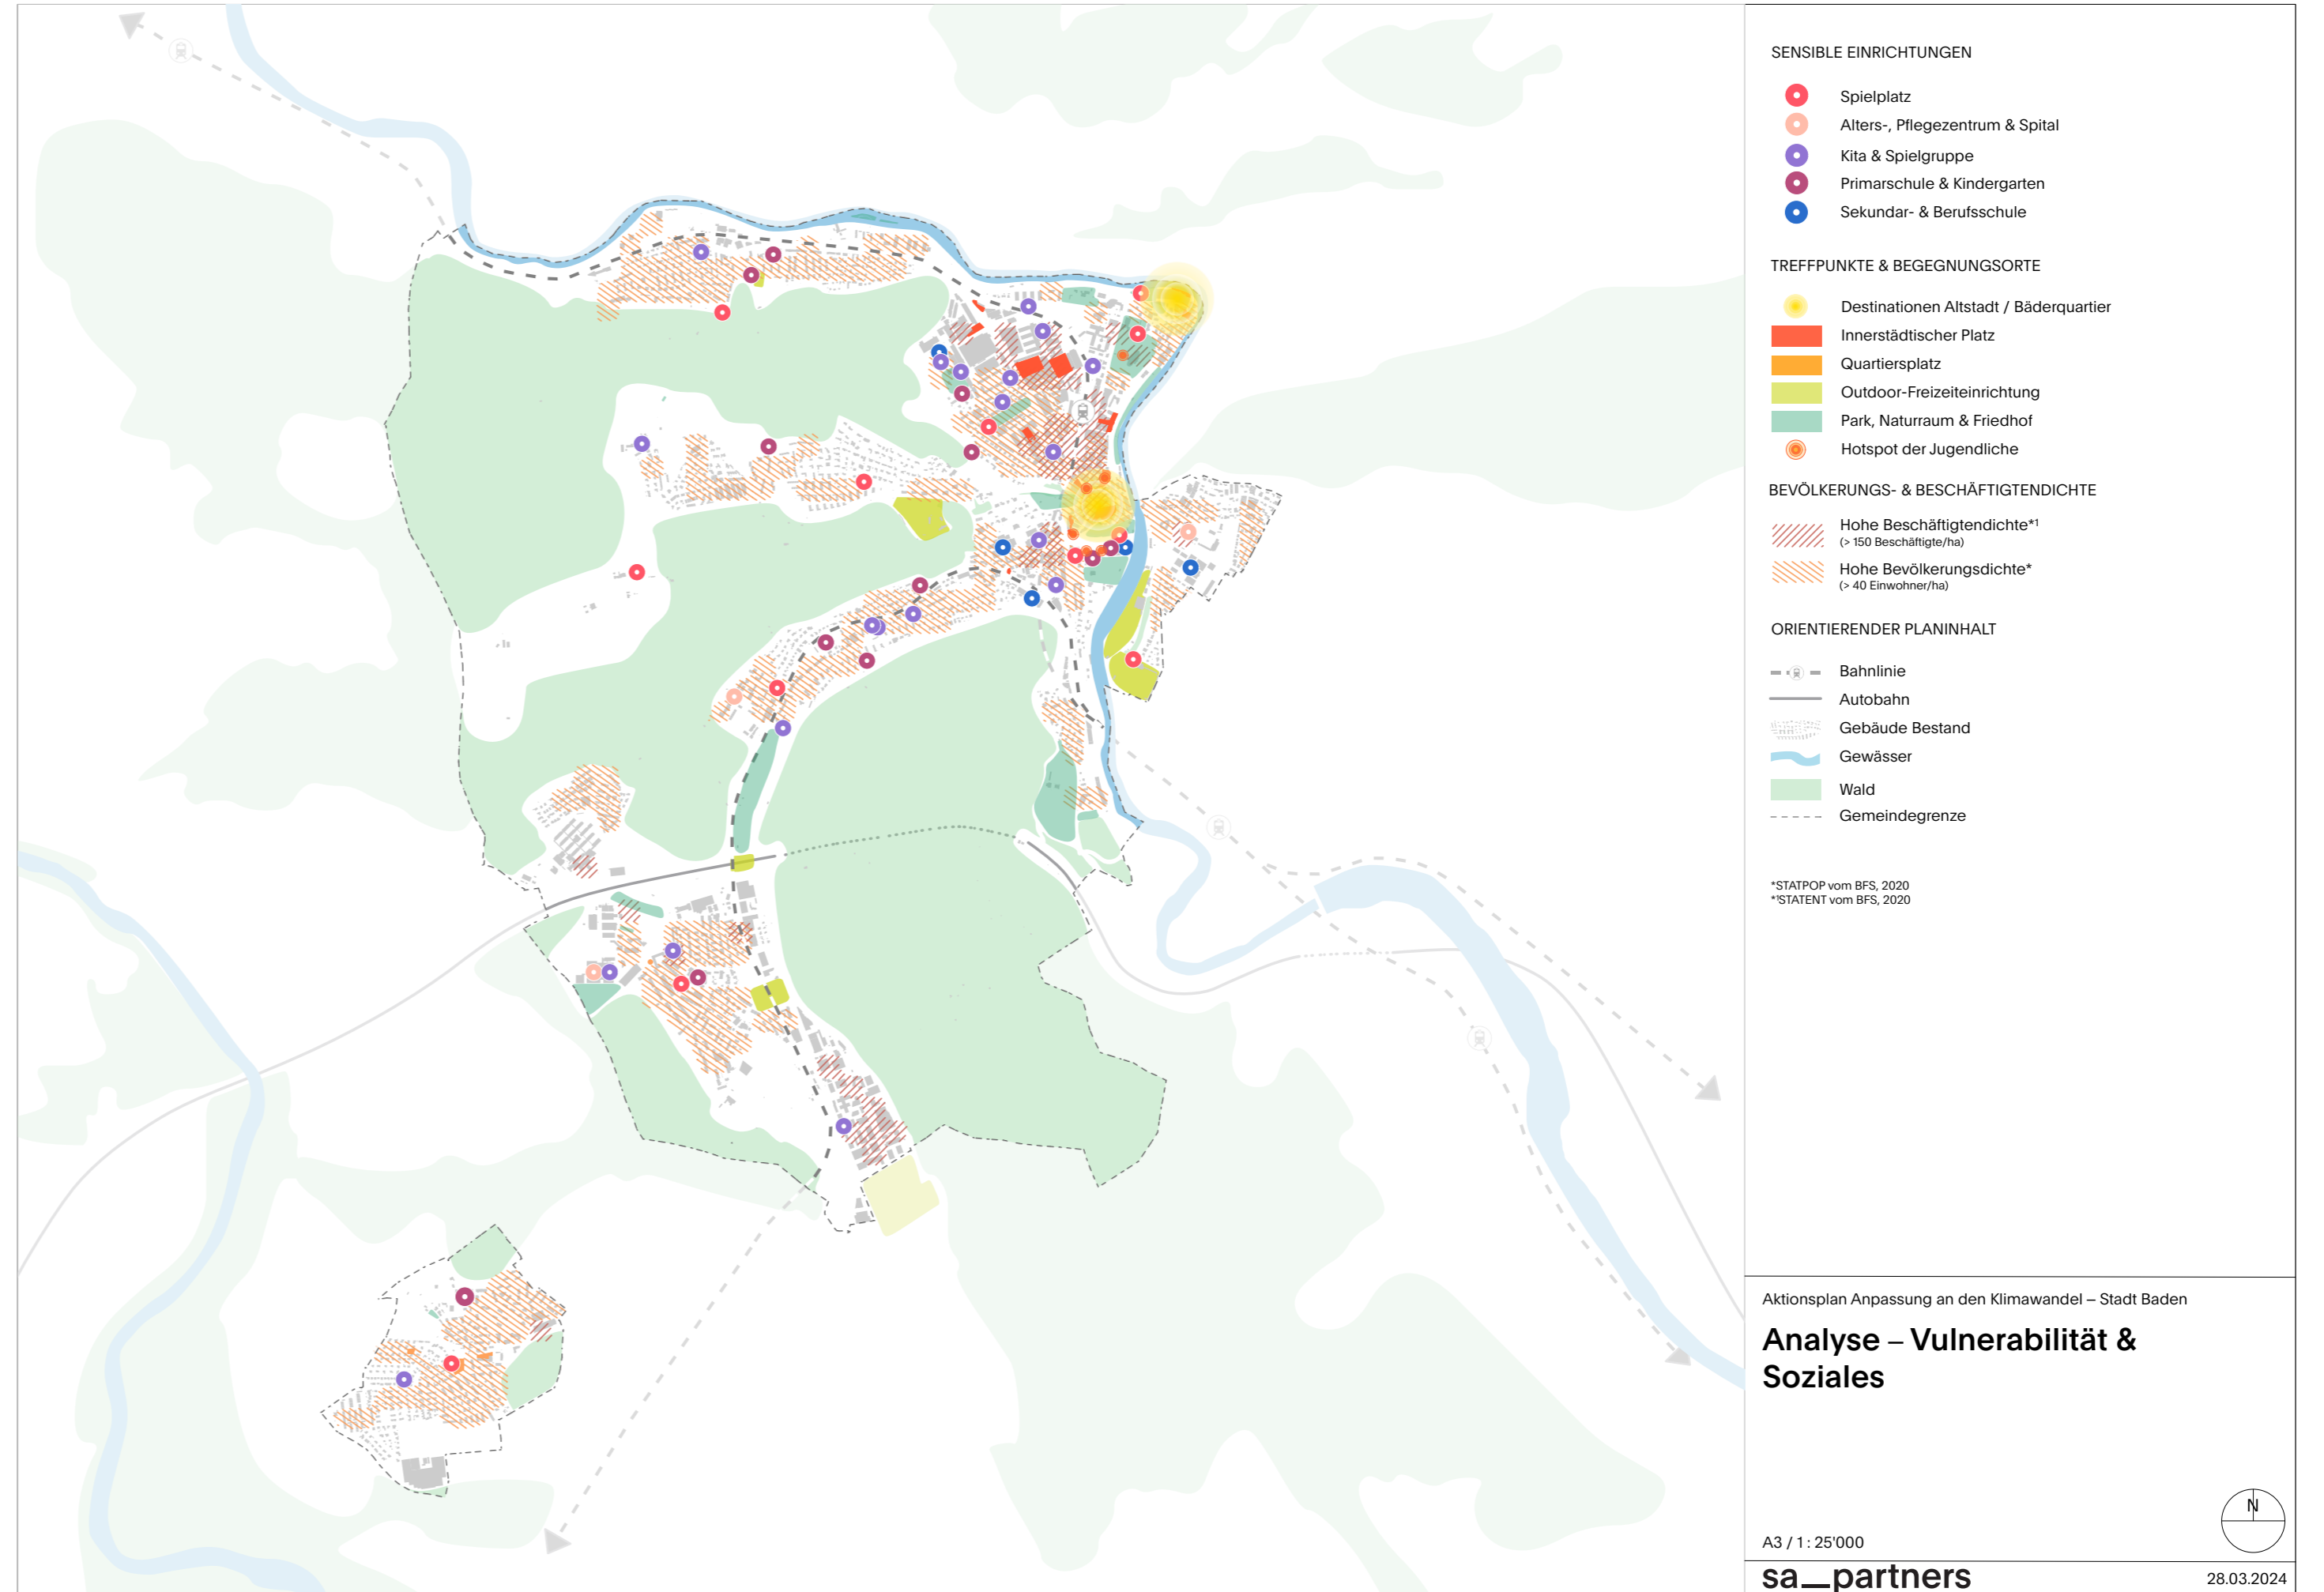 SENSIBLE EINRICHTUNGEN
Spielplatz
Alters-, Pflegezentrum & Spital
Kita & Spielgruppe
Primarschule & Kindergarten
Sekundar- & Berufsschule
TREFFPUNKTE & BEGEGNUNGSORTE
Destinationen Altstadt / Bäderquartier
Innerstädtischer Platz
Quartiersplatz
Outdoor-Freizeiteinrichtung
Park, Naturraum & Friedhof
Hotspot der Jugendliche
BEVÖLKERUNGS- & BESCHÄFTIGTENDICHTE
Hohe Beschäftigtendichte*¹
(> 150 Beschäftigte/ha)
Hohe Bevölkerungsdichte*
(> 40 Einwohner/ha)
ORIENTIERENDER PLANINHALT
Bahnlinie
Autobahn
Gebäude Bestand
Gewässer
Wald
Gemeindegrenze
*STATPOP vom BFS, 2020
*¹STATENT vom BFS, 2020
Aktionsplan Anpassung an den Klimawandel – Stadt Baden
Analyse – Vulnerabilität &
Soziales
N
A3 / 1 : 25'000
sa_partners
28.03.2024